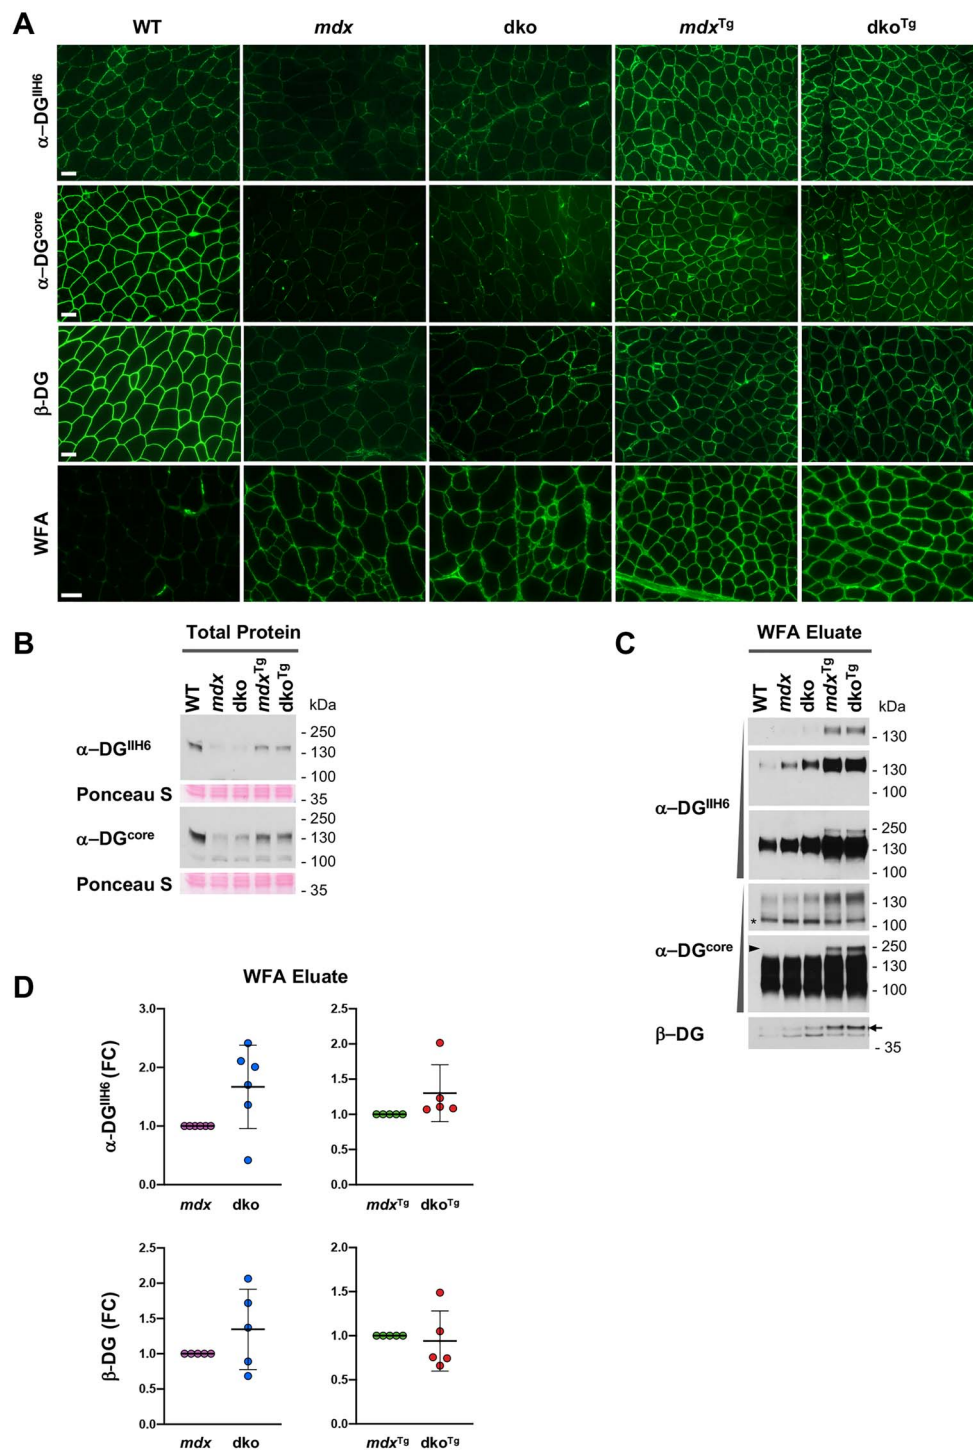 A
WT mdx dko mdxTg dkoTg
α–DGIIH6
α–DGcore
β-DG
WFA
B
Total Protein
WT mdx dko mdxTg dkoTg kDa
α–DGIIH6
- 250
- 130
- 100
Ponceau S - 35
α–DGcore
- 250
- 130
- 100
Ponceau S - 35
C
WFA Eluate
WT mdx dko mdxTg dkoTg kDa
- 130
α–DGIIH6
- 130
- 100
- 250
- 130
- 100
α–DGcore
- 130
* - 100
- 250
- 130
- 100
β–DG
- 35
D
WFA Eluate
α-DGIIH6 (FC)
3.0
2.0
1.0
0.0
mdx dko
2.5
2.0
1.5
1.0
0.5
0.0
mdxTg dkoTg
β-DG (FC)
2.5
2.0
1.5
1.0
0.5
0.0
mdx dko
2.0
1.5
1.0
0.5
0.0
mdxTg dkoTg